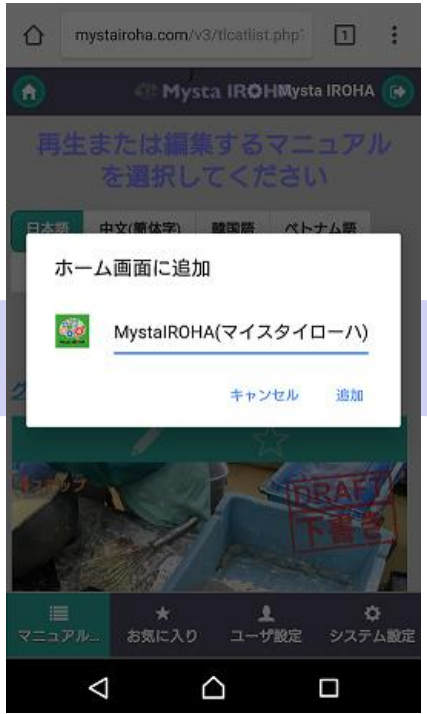 mystairoha.com/v3/tlcatlist.php?
1
Mysta IROHA
Mysta IROHA
再生または編集するマニュアル
を選択してください
日本語 中文(簡体字) 韓国語 ベトナム語
ホーム画面に追加
MystaIROHA(マイスタイローハ)
キャンセル 追加
DRAFT
下書き
マニュアル... お気に入り ユーザ設定 システム設定